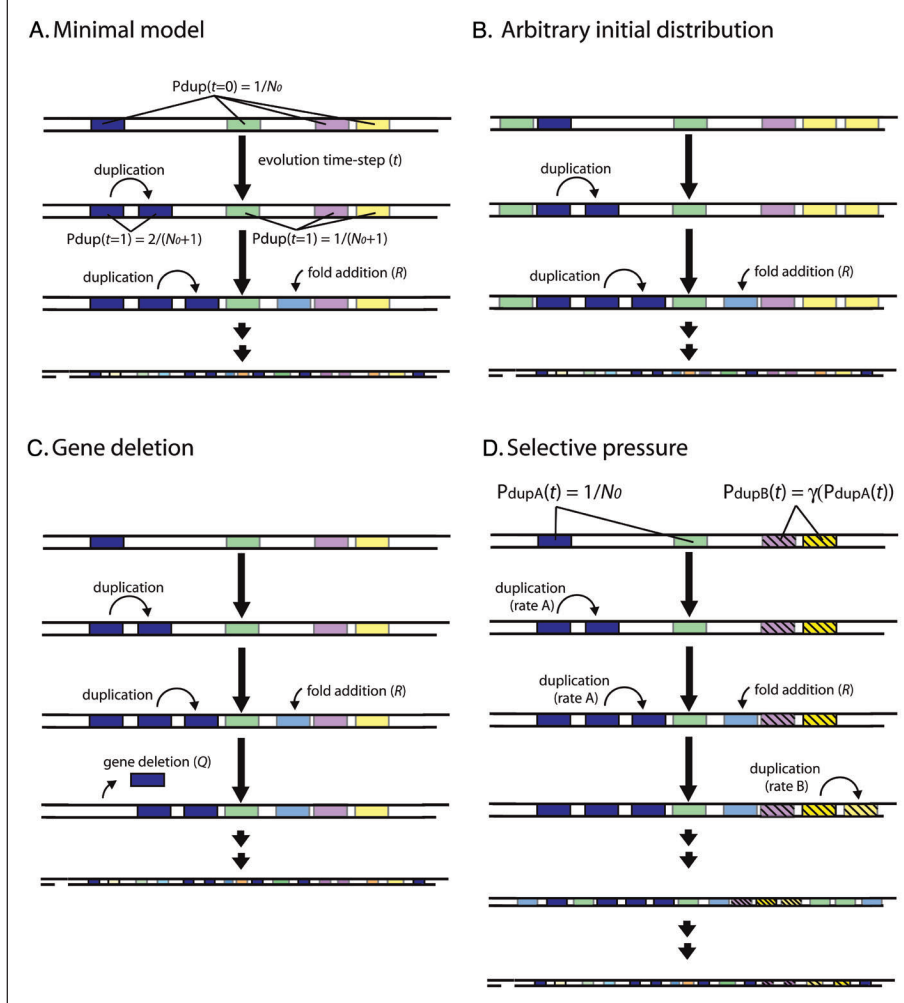 A. Minimal model
Pdup(t=0) = 1/N₀
evolution time-step (t)
duplication
Pdup(t=1) = 2/(N₀+1)
Pdup(t=1) = 1/(N₀+1)
duplication
fold addition (R)
B. Arbitrary initial distribution
duplication
duplication
fold addition (R)
C. Gene deletion
duplication
duplication
fold addition (R)
gene deletion (Q)
D. Selective pressure
PdupA(t) = 1/N₀
PdupB(t) = γ(PdupA(t))
duplication
(rate A)
duplication
(rate A)
fold addition (R)
duplication
(rate B)